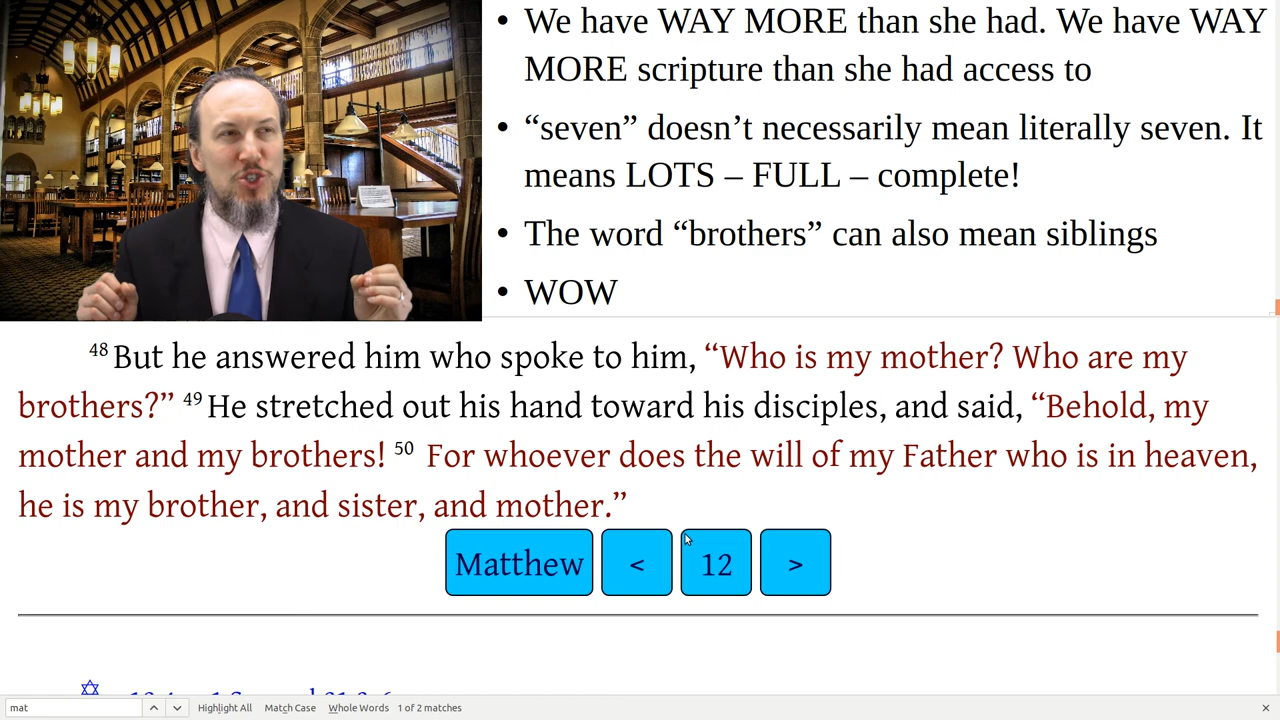 • We have WAY MORE than she had. We have WAY
MORE scripture than she had access to
• “seven” doesn’t necessarily mean literally seven. It
means LOTS – FULL – complete!
• The word “brothers” can also mean siblings
• WOW
48 But he answered him who spoke to him, “Who is my mother? Who are my
brothers?” 49 He stretched out his hand toward his disciples, and said, “Behold, my
mother and my brothers! 50 For whoever does the will of my Father who is in heaven,
he is my brother, and sister, and mother.”
Matthew < 12 >
mat Highlight All Match Case Whole Words 1 of 2 matches